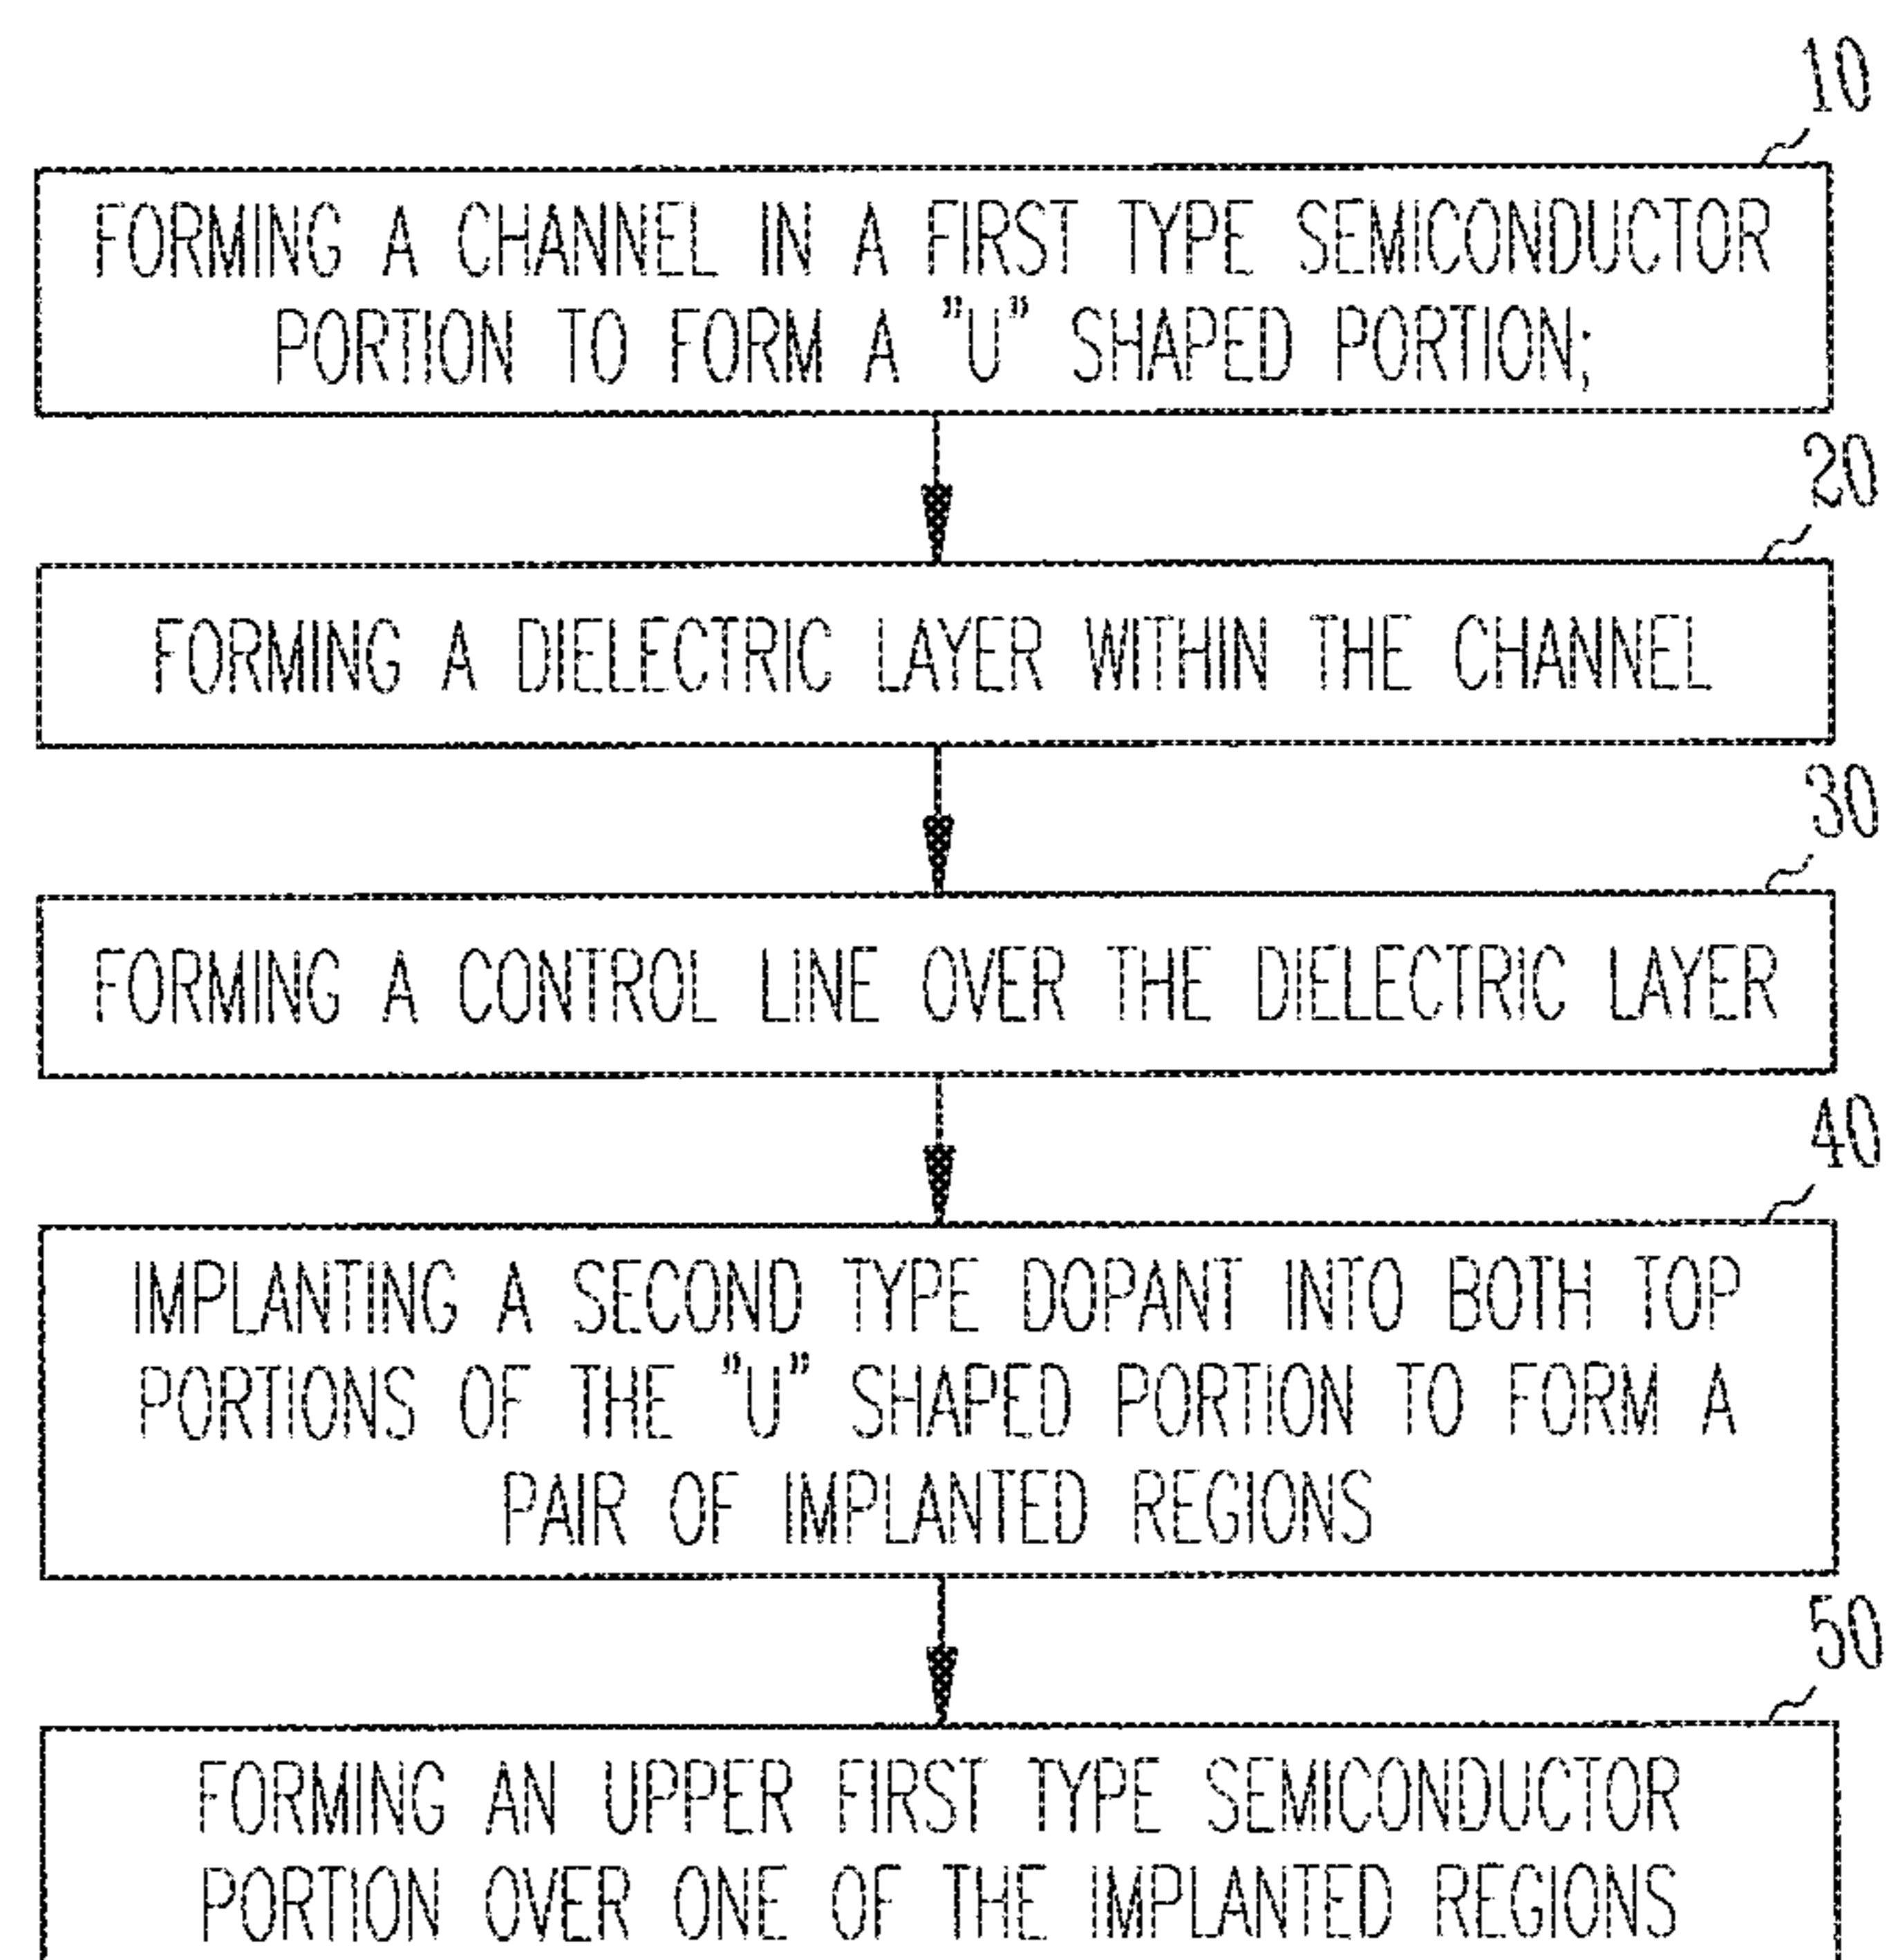 10
FORMING A CHANNEL IN A FIRST TYPE SEMICONDUCTOR
PORTION TO FORM A "U" SHAPED PORTION;
20
FORMING A DIELECTRIC LAYER WITHIN THE CHANNEL
30
FORMING A CONTROL LINE OVER THE DIELECTRIC LAYER
40
IMPLANTING A SECOND TYPE DOPANT INTO BOTH TOP
PORTIONS OF THE "U" SHAPED PORTION TO FORM A
PAIR OF IMPLANTED REGIONS
50
FORMING AN UPPER FIRST TYPE SEMICONDUCTOR
PORTION OVER ONE OF THE IMPLANTED REGIONS